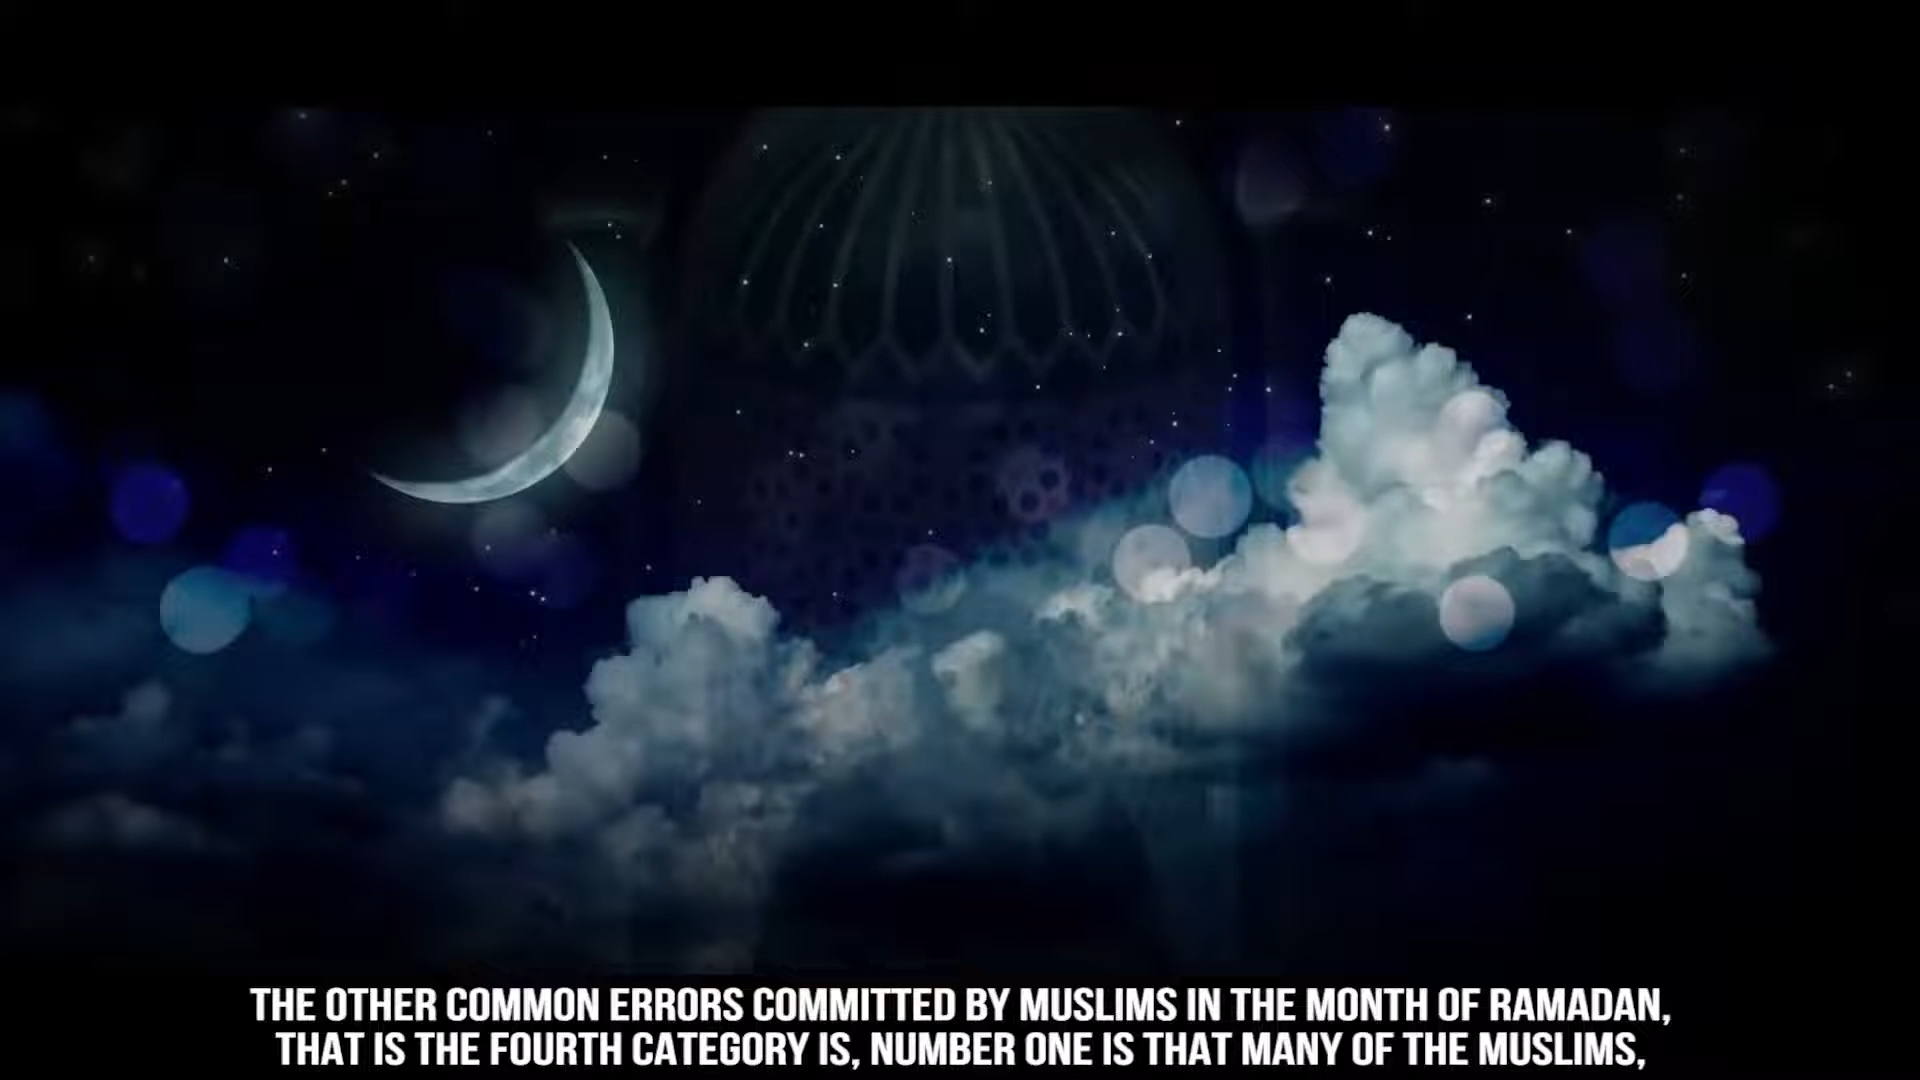 THE OTHER COMMON ERRORS COMMITTED BY MUSLIMS IN THE MONTH OF RAMADAN,
THAT IS THE FOURTH CATEGORY IS, NUMBER ONE IS THAT MANY OF THE MUSLIMS,